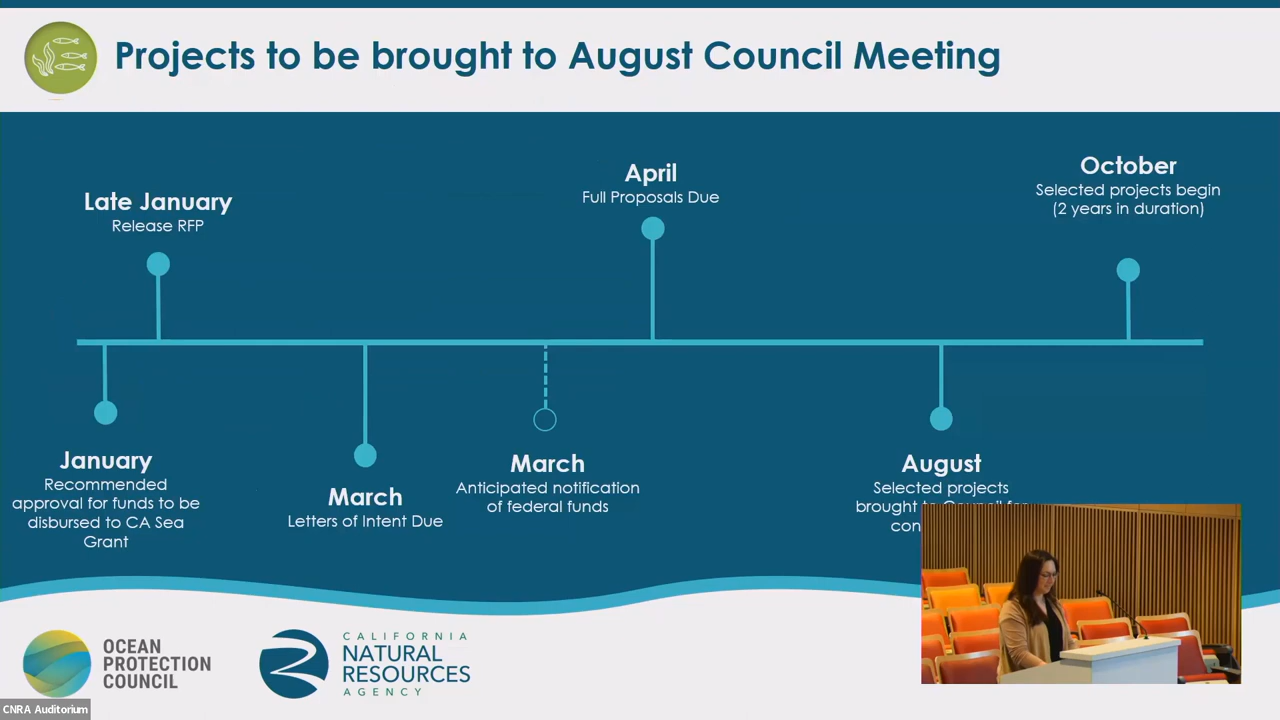 Projects to be brought to August Council Meeting
Late January
Release RFP
April
Full Proposals Due
October
Selected projects begin
(2 years in duration)
January
Recommended
approval for funds to be
disbursed to CA Sea
Grant
March
Letters of Intent Due
March
Anticipated notification
of federal funds
August
Selected projects
brought to Council for
OCEAN
PROTECTION
COUNCIL
CALIFORNIA
NATURAL
RESOURCES
AGENCY
CNRA Auditorium